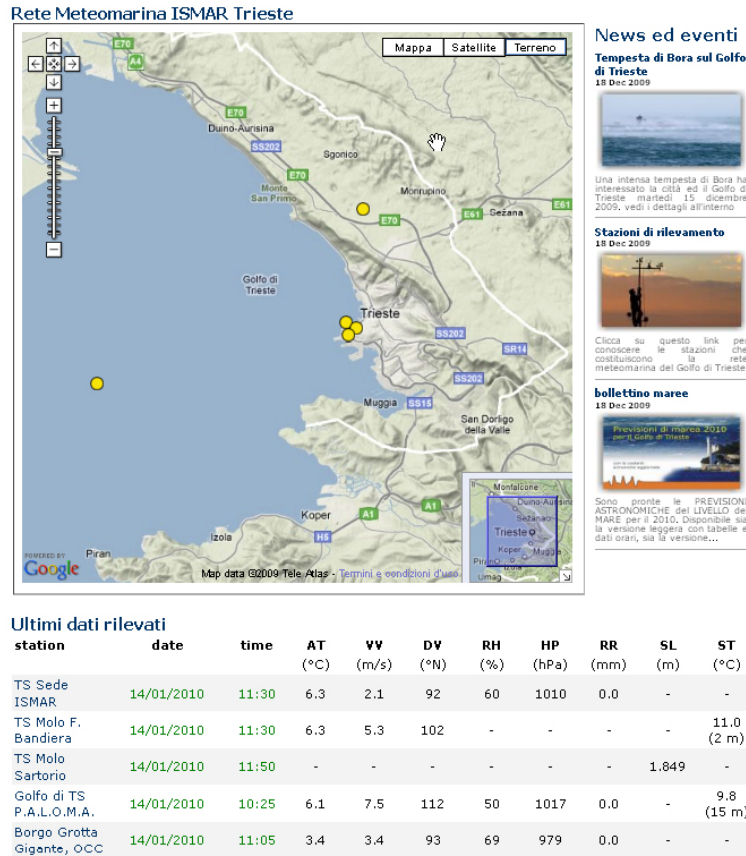 Rete Meteomarina ISMAR Trieste
Mappa Satellite Terreno
E70
A4
E70
Duino-Aurisina
SS202
Sgonico
E70
Monte
San Primo
Monrupino
E70
E61
Sežana
E61
Golfo di
Trieste
Trieste
SS202
SR14
SS202
Muggia
SS15
San Dorligo
della Valle
Koper
A1
A1
H5
Izola
Piran
Montalcone
Duino-Aurisina
Sežana
Trieste
Koper
Muggia
Piran
Izola
Umag
POWERED BY
Google
Map data ©2009 Tele Atlas - Termini e condizioni d'uso
News ed eventi
Tempesta di Bora sul Golfo
di Trieste
18 Dec 2009
Una intensa tempesta di Bora ha
interessato la città ed il Golfo di
Trieste martedì 15 dicembre
2009. vedi i dettagli all'interno
Stazioni di rilevamento
18 Dec 2009
Clicca su questo link per
conoscere le stazioni che
costituiscono la rete
meteomarina del Golfo di Trieste
bollettino maree
18 Dec 2009
Previsioni di marea 2010
per il Golfo di Trieste
Sono pronte le PREVISIONI
ASTRONOMICHE del LIVELLO del
MARE per il 2010. Disponibile sia
la versione leggera con tabelle e
dati orari, sia la versione...
Ultimi dati rilevati
station date time AT VV DV RH HP RR SL ST
(°C) (m/s) (°N) (%) (hPa) (mm) (m) (°C)
TS Sede
ISMAR 14/01/2010 11:30 6.3 2.1 92 60 1010 0.0 - -
TS Molo F.
Bandiera 14/01/2010 11:30 6.3 5.3 102 - - - - 11.0
(2 m)
TS Molo
Sartorio 14/01/2010 11:50 - - - - - - 1.849 -
Golfo di TS
P.A.L.O.M.A. 14/01/2010 10:25 6.1 7.5 112 50 1017 0.0 - 9.8
(15 m)
Borgo Grotta
Gigante, OCC 14/01/2010 11:05 3.4 3.4 93 69 979 0.0 - -